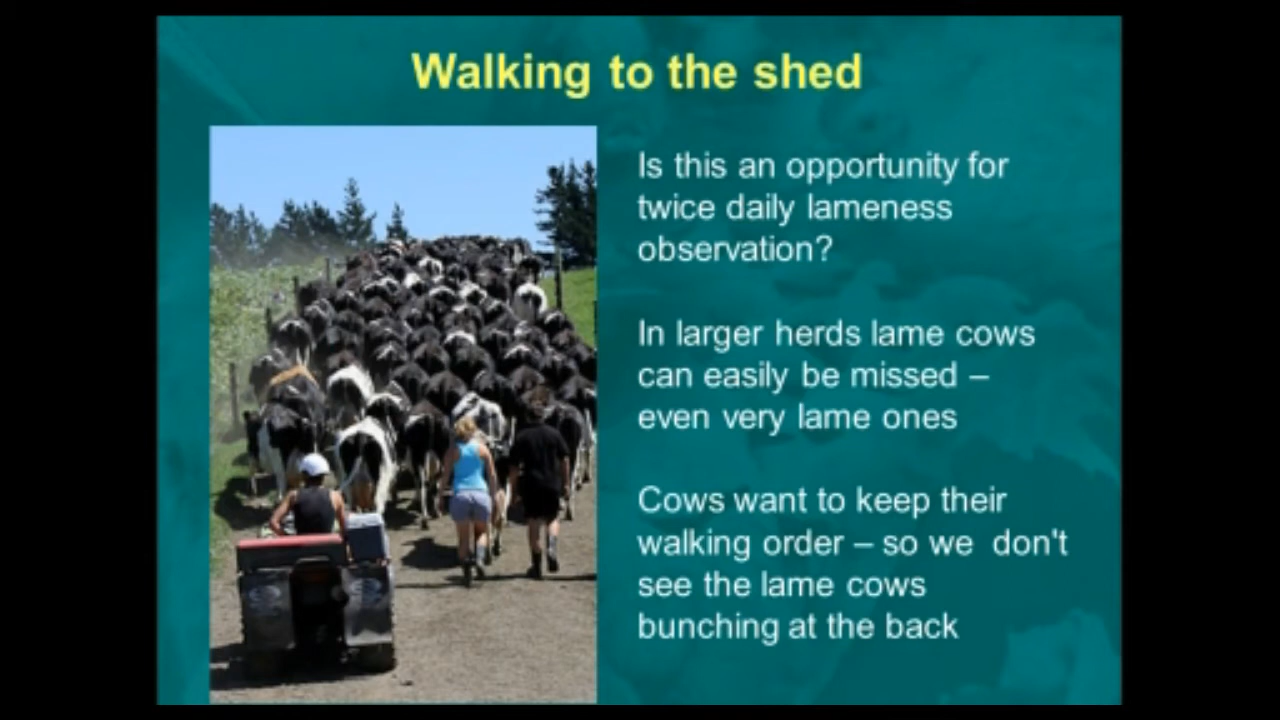 Walking to the shed
Is this an opportunity for
twice daily lameness
observation?
In larger herds lame cows
can easily be missed –
even very lame ones
Cows want to keep their
walking order – so we  don't
see the lame cows
bunching at the back